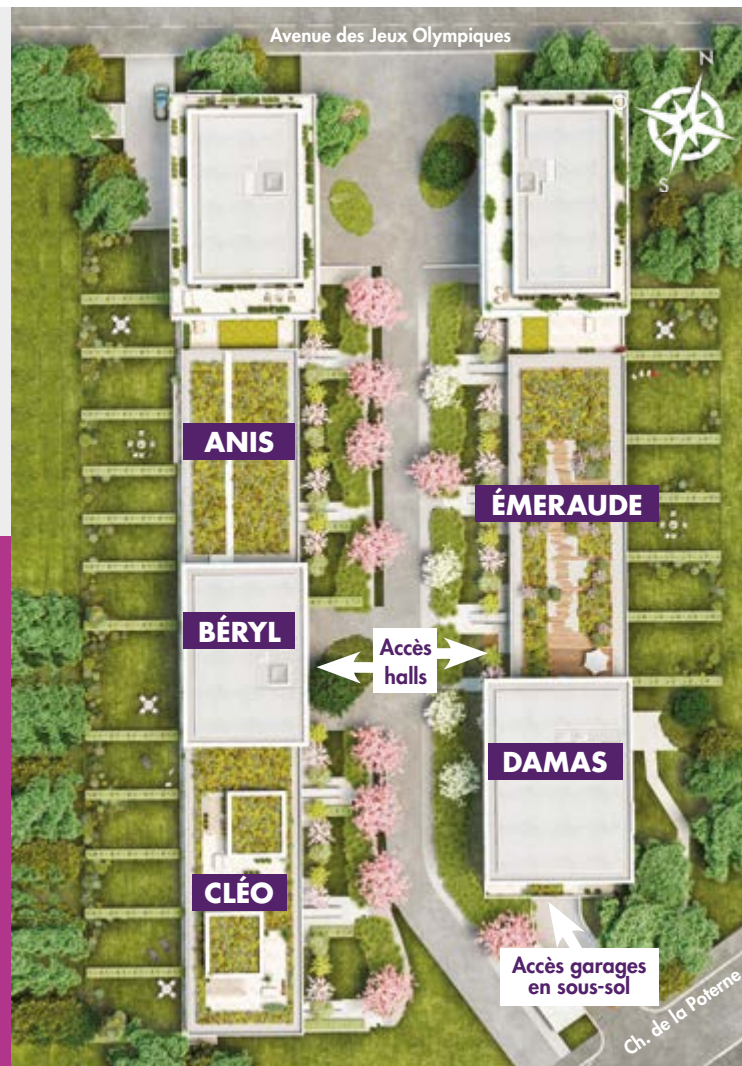 Avenue des Jeux Olympiques
N
S
ANIS
ÉMERAUDE
BÉRYL
Accès
halls
DAMAS
CLÉO
Accès garages
en sous-sol
Ch. de la Poterne